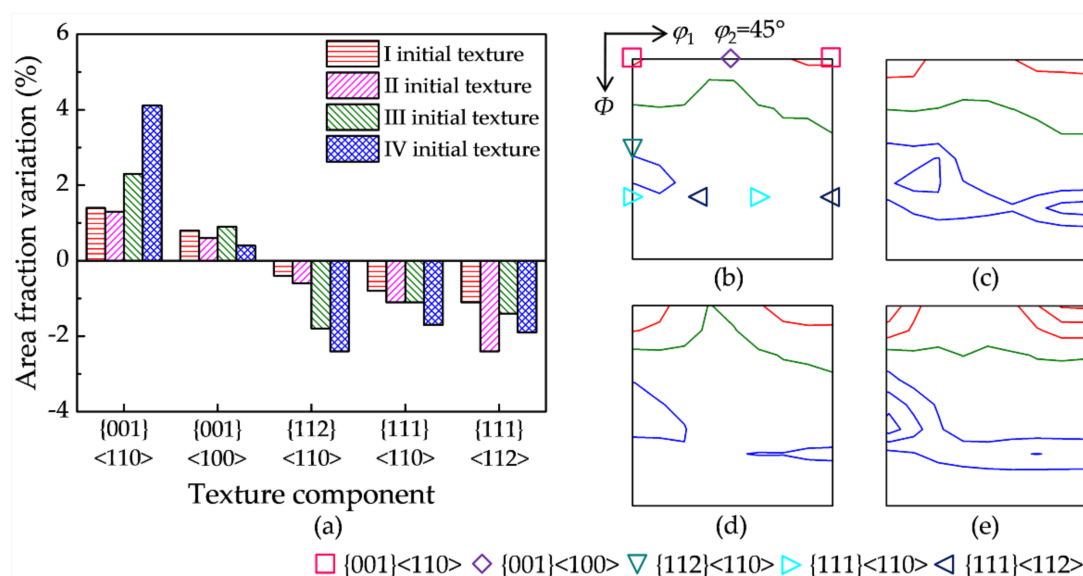 Area fraction variation (%)
6
4
2
0
-2
-4
I initial texture
II initial texture
III initial texture
IV initial texture
{001} {001} {112} {111} {111}
<110> <100> <110> <110> <112>
Texture component
(a)
φ1 φ2=45°
Φ
(b)
(c)
(d)
(e)
{001}<110> {001}<100> {112}<110> {111}<110> {111}<112>